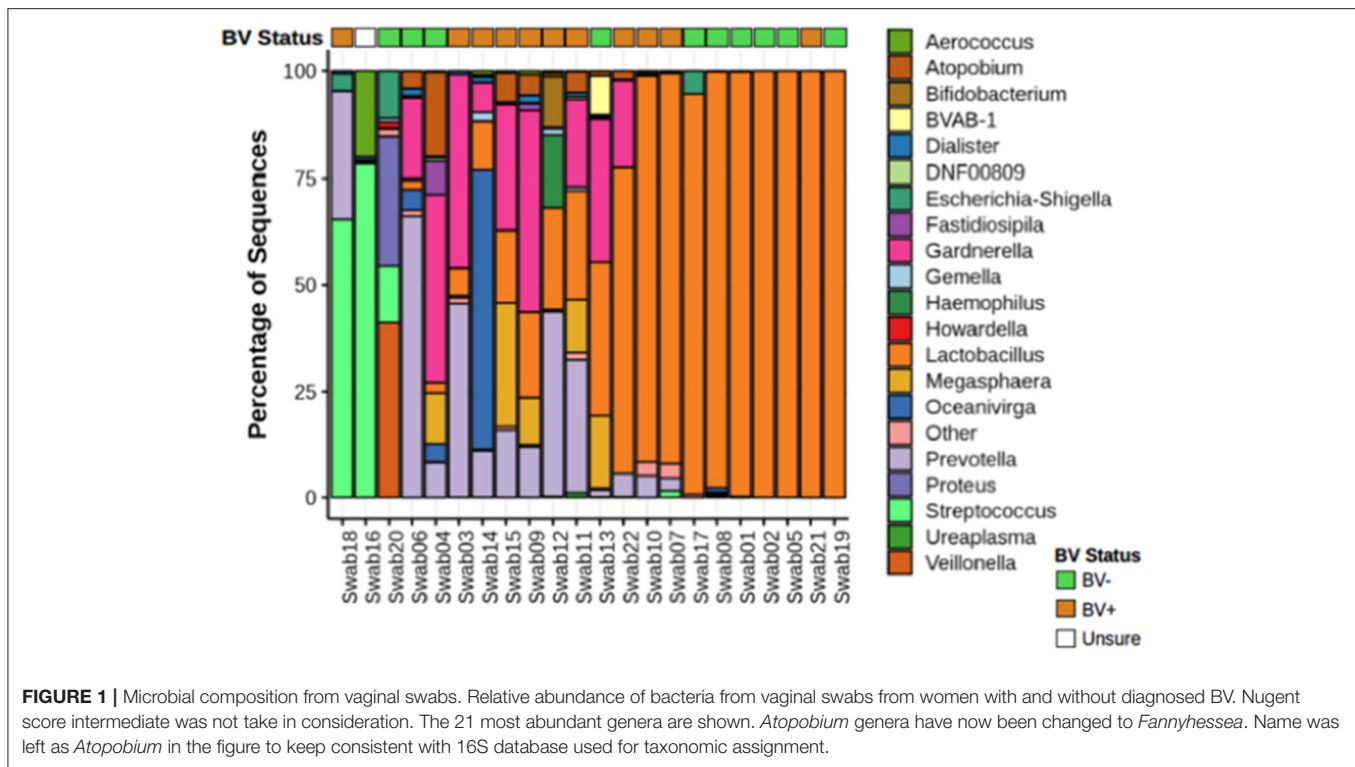 BV Status
Percentage of Sequences
100
75
50
25
0
Swab18
Swab16
Swab20
Swab06
Swab04
Swab03
Swab14
Swab15
Swab09
Swab12
Swab11
Swab13
Swab22
Swab10
Swab07
Swab17
Swab08
Swab01
Swab02
Swab05
Swab21
Swab19
Aerococcus
Atopobium
Bifidobacterium
BVAB-1
Dialister
DNF00809
Escherichia-Shigella
Fastidiosipila
Gardnerella
Gemella
Haemophilus
Howardella
Lactobacillus
Megasphaera
Oceanivirga
Other
Prevotella
Proteus
Streptococcus
Ureaplasma
Veillonella
BV Status
BV-
BV+
Unsure
FIGURE 1 | Microbial composition from vaginal swabs. Relative abundance of bacteria from vaginal swabs from women with and without diagnosed BV. Nugent
score intermediate was not take in consideration. The 21 most abundant genera are shown. Atopobium genera have now been changed to Fannyhessea. Name was
left as Atopobium in the figure to keep consistent with 16S database used for taxonomic assignment.